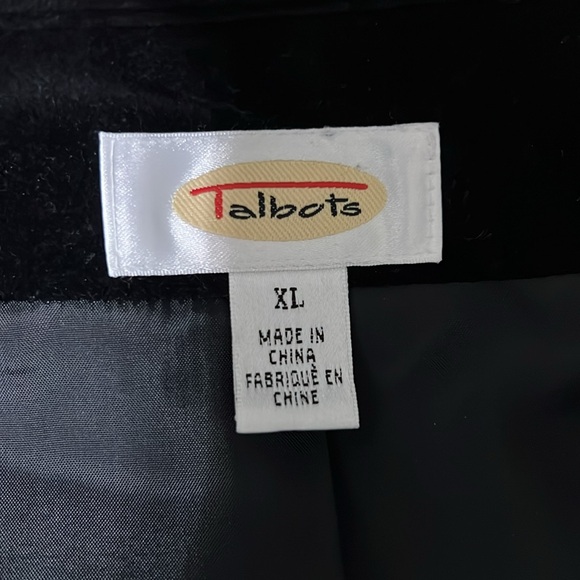 Talbots
XL
MADE IN
CHINA
FABRIQUÈ EN
CHINE